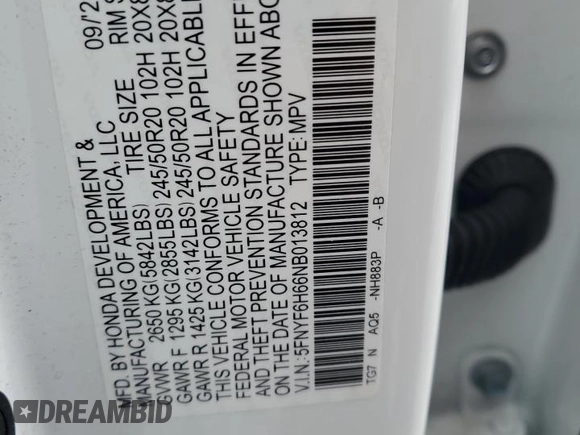 MFD. BY HONDA DEVELOPMENT & 09/2
MANUFACTURING OF AMERICA, LLC
TIRE SIZE RIM S
GVWR 2650 KG(5842LBS)
GAWR F 1295 KG(2855LBS) 245/50R20 102H 20X8
GAWR R 1425 KG(3142LBS) 245/50R20 102H 20X8
THIS VEHICLE CONFORMS TO ALL APPLICABLE
FEDERAL MOTOR VEHICLE SAFETY
AND THEFT PREVENTION STANDARDS IN EFF
ON THE DATE OF MANUFACTURE SHOWN ABO
V.I.N.:5FNYF6H66NB013812 TYPE: MPV
TG7 N AQ5 -NH883P -A -B
DREAMBID